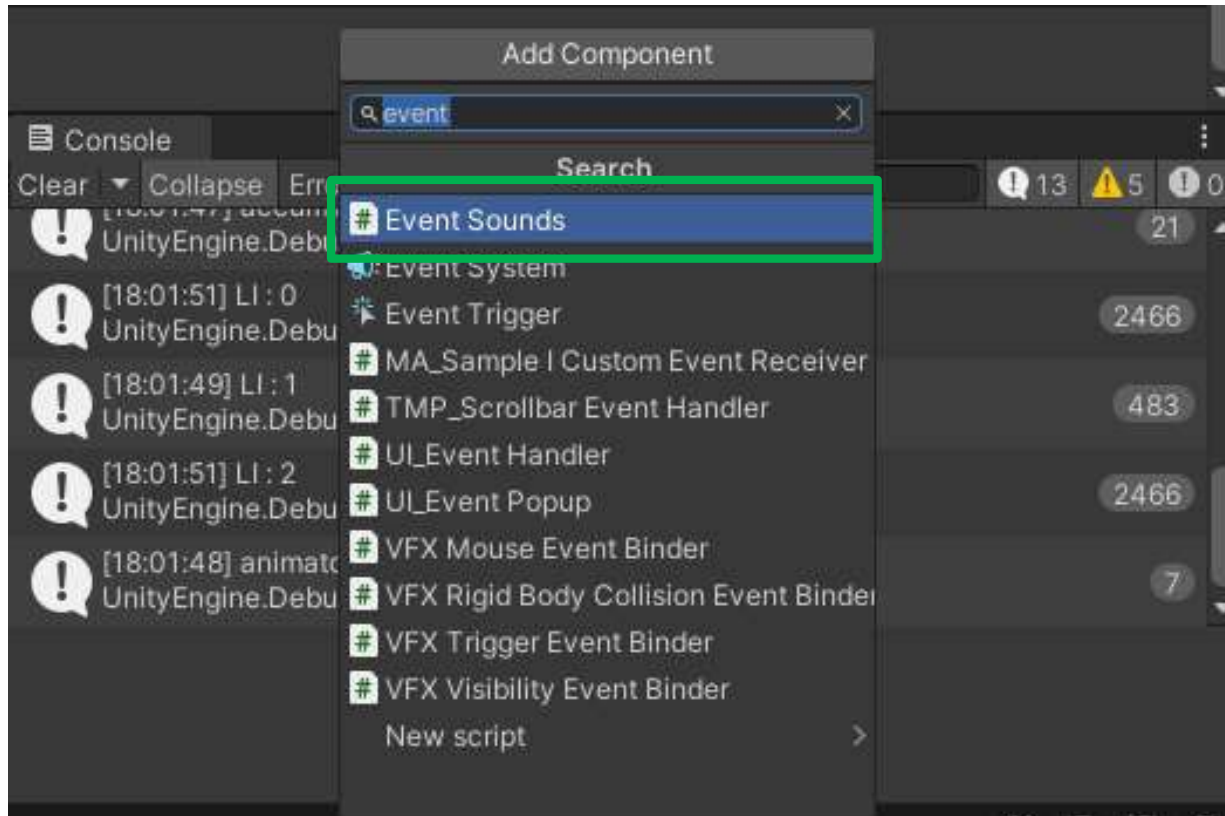 Add Component
event
Search
Event Sounds
Event System
Event Trigger
MA_Sample I Custom Event Receiver
TMP_Scrollbar Event Handler
UI_Event Handler
UI_Event Popup
VFX Mouse Event Binder
VFX Rigid Body Collision Event Binder
VFX Trigger Event Binder
VFX Visibility Event Binder
New script
Console
Clear Collapse
13 5 0
UnityEngine.Debu
21
[18:01:51] LI : 0
UnityEngine.Debu
2466
[18:01:49] LI : 1
UnityEngine.Debu
483
[18:01:51] LI : 2
UnityEngine.Debu
2466
[18:01:48] animato
UnityEngine.Debu
7